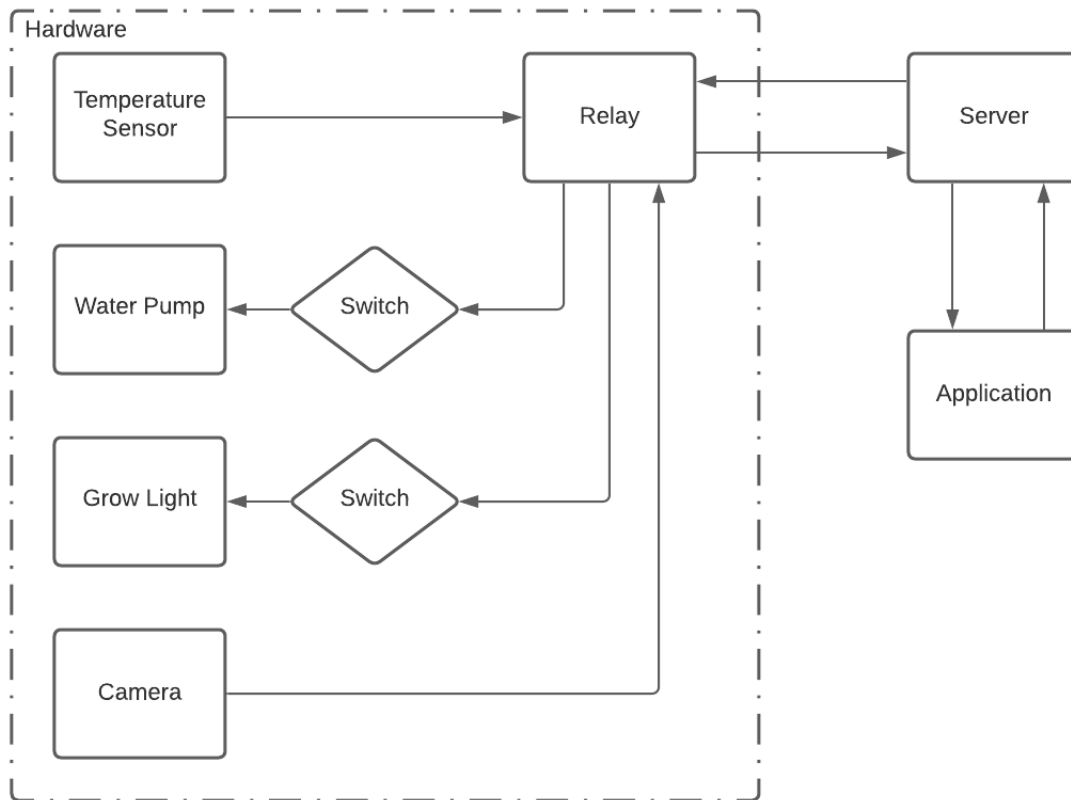 Hardware
Temperature
Sensor
Relay
Server
Water Pump
Switch
Application
Grow Light
Switch
Camera